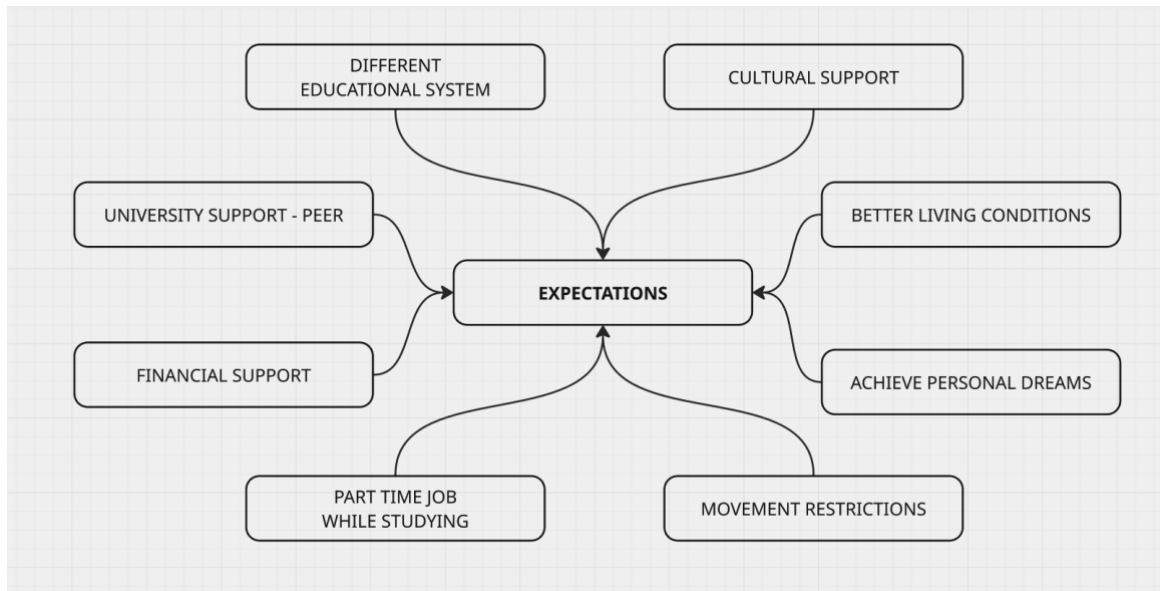 DIFFERENT
EDUCATIONAL SYSTEM
CULTURAL SUPPORT
UNIVERSITY SUPPORT - PEER
BETTER LIVING CONDITIONS
EXPECTATIONS
FINANCIAL SUPPORT
ACHIEVE PERSONAL DREAMS
PART TIME JOB
WHILE STUDYING
MOVEMENT RESTRICTIONS